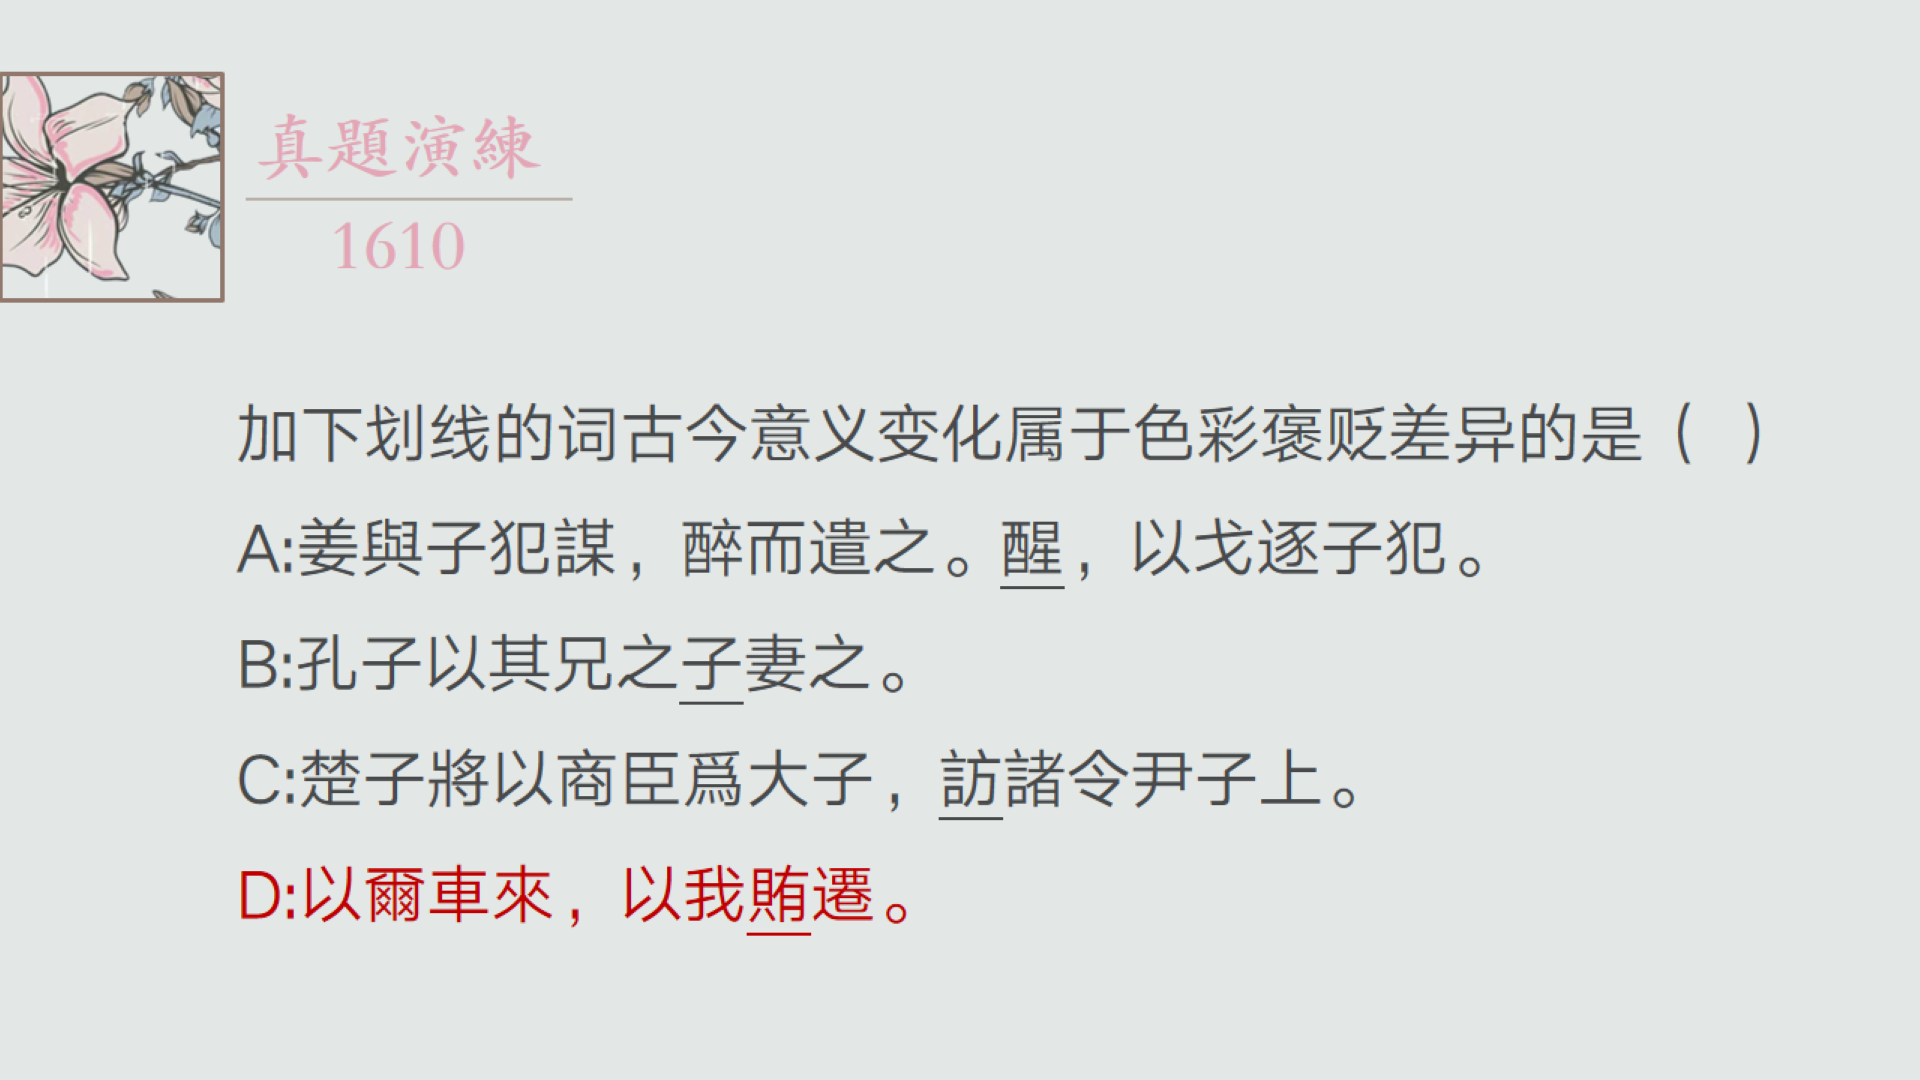 真題演練
1610
加下划线的词古今意义变化属于色彩褒贬差异的是（ ）
A:姜與子犯謀，醉而遣之。醒，以戈逐子犯。
B:孔子以其兄之子妻之。
C:楚子將以商臣爲大子，訪諸令尹子上。
D:以爾車來，以我賄遷。